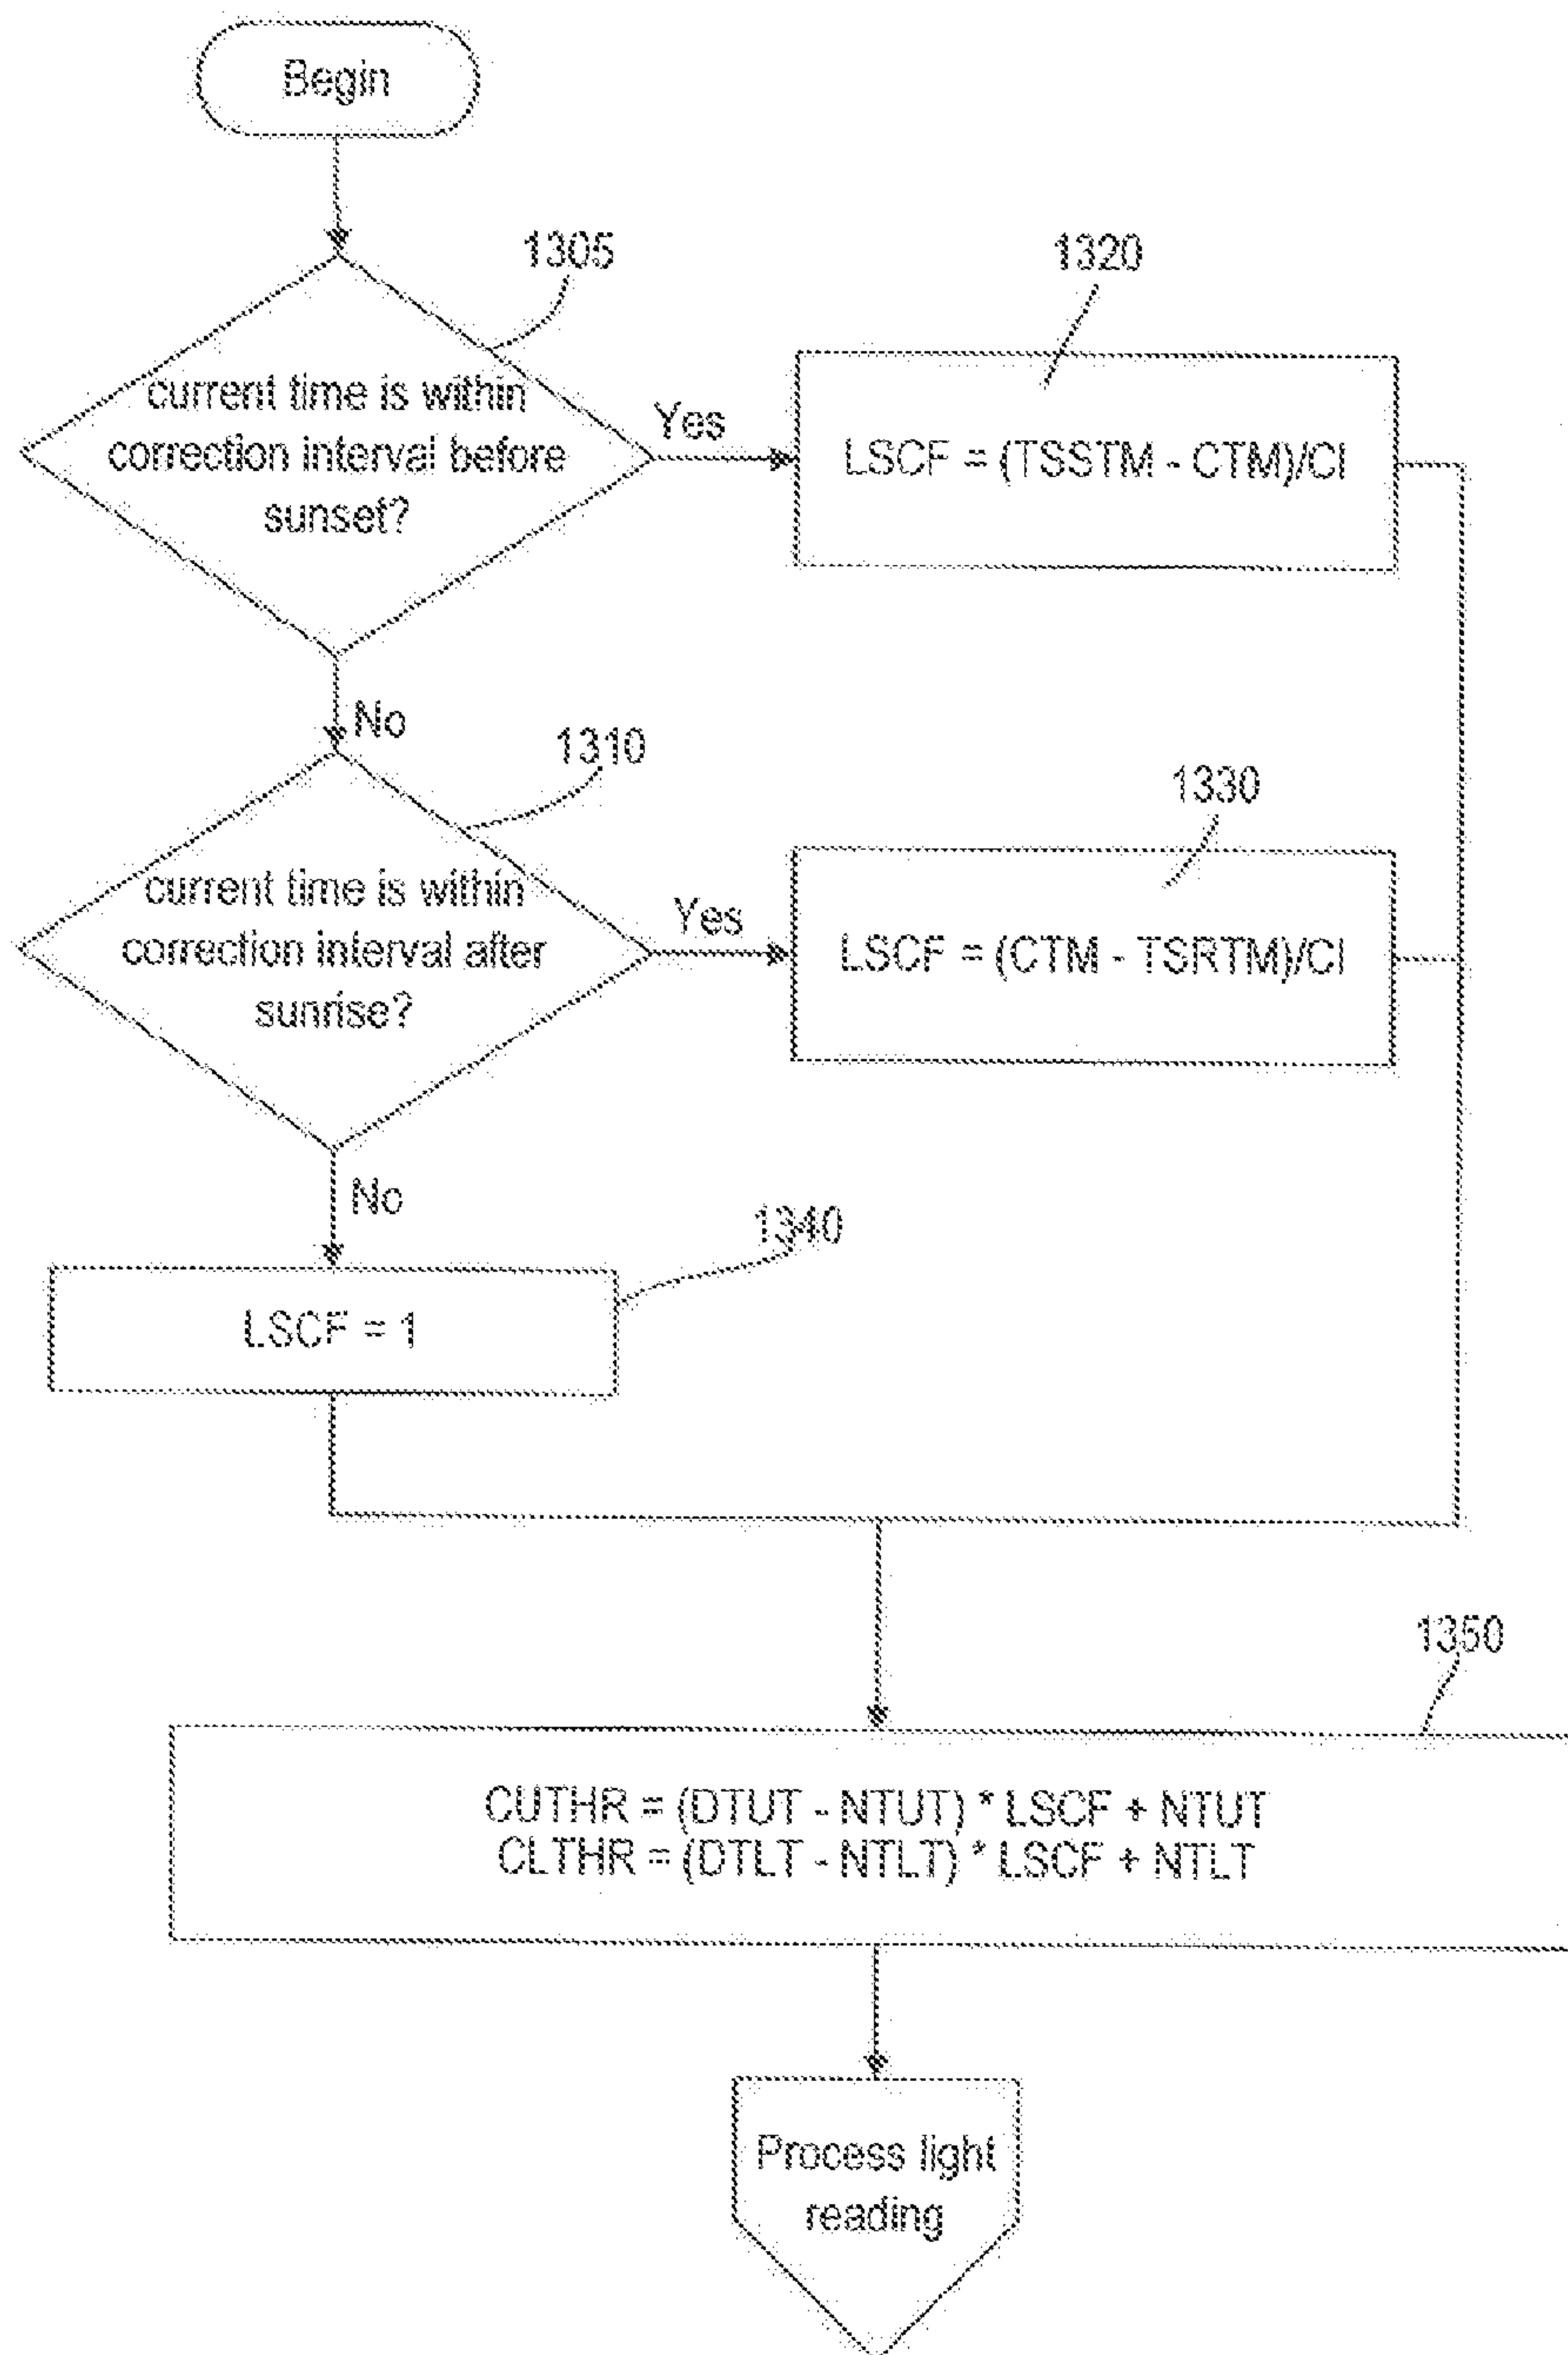 Begin
1305
current time is within
correction interval before
sunset?
Yes
1320
LSCF = (TSSTM - CTM)/CI
No
1310
current time is within
correction interval after
sunrise?
Yes
1330
LSCF = (CTM - TSRTM)/CI
No
1340
LSCF = 1
1350
CUTHR = (DTUT - NTUT) * LSCF + NTUT
CLTHR = (DTLT - NTLT) * LSCF + NTLT
Process light
reading